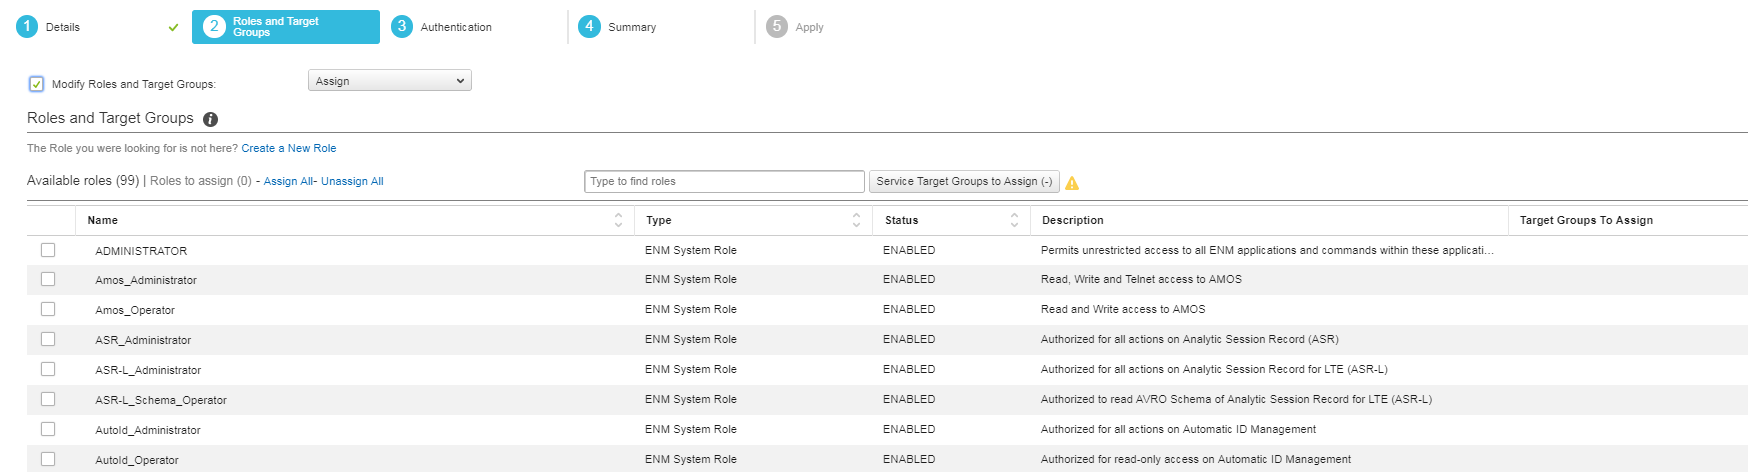 1 Details
2 Roles and Target
Groups
3 Authentication
4 Summary
5 Apply
Modify Roles and Target Groups: Assign
Roles and Target Groups i
The Role you were looking for is not here? Create a New Role
Available roles (99) | Roles to assign (0) - Assign All- Unassign All Type to find roles Service Target Groups to Assign (-)
Name Type Status Description Target Groups To Assign
ADMINISTRATOR ENM System Role ENABLED Permits unrestricted access to all ENM applications and commands within these applicati...
Amos_Administrator ENM System Role ENABLED Read, Write and Telnet access to AMOS
Amos_Operator ENM System Role ENABLED Read and Write access to AMOS
ASR_Administrator ENM System Role ENABLED Authorized for all actions on Analytic Session Record (ASR)
ASR-L_Administrator ENM System Role ENABLED Authorized for all actions on Analytic Session Record for LTE (ASR-L)
ASR-L_Schema_Operator ENM System Role ENABLED Authorized to read AVRO Schema of Analytic Session Record for LTE (ASR-L)
AutoId_Administrator ENM System Role ENABLED Authorized for all actions on Automatic ID Management
AutoId_Operator ENM System Role ENABLED Authorized for read-only access on Automatic ID Management